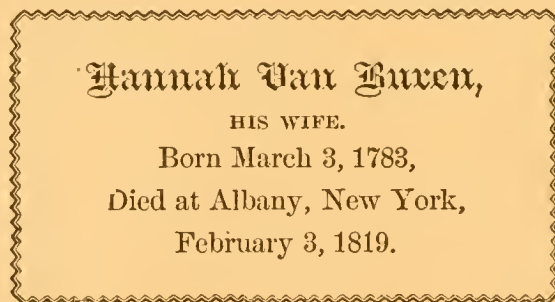 Hannah Van Buren,
HIS WIFE.
Born March 3, 1783,
Died at Albany, New York,
February 3, 1819.